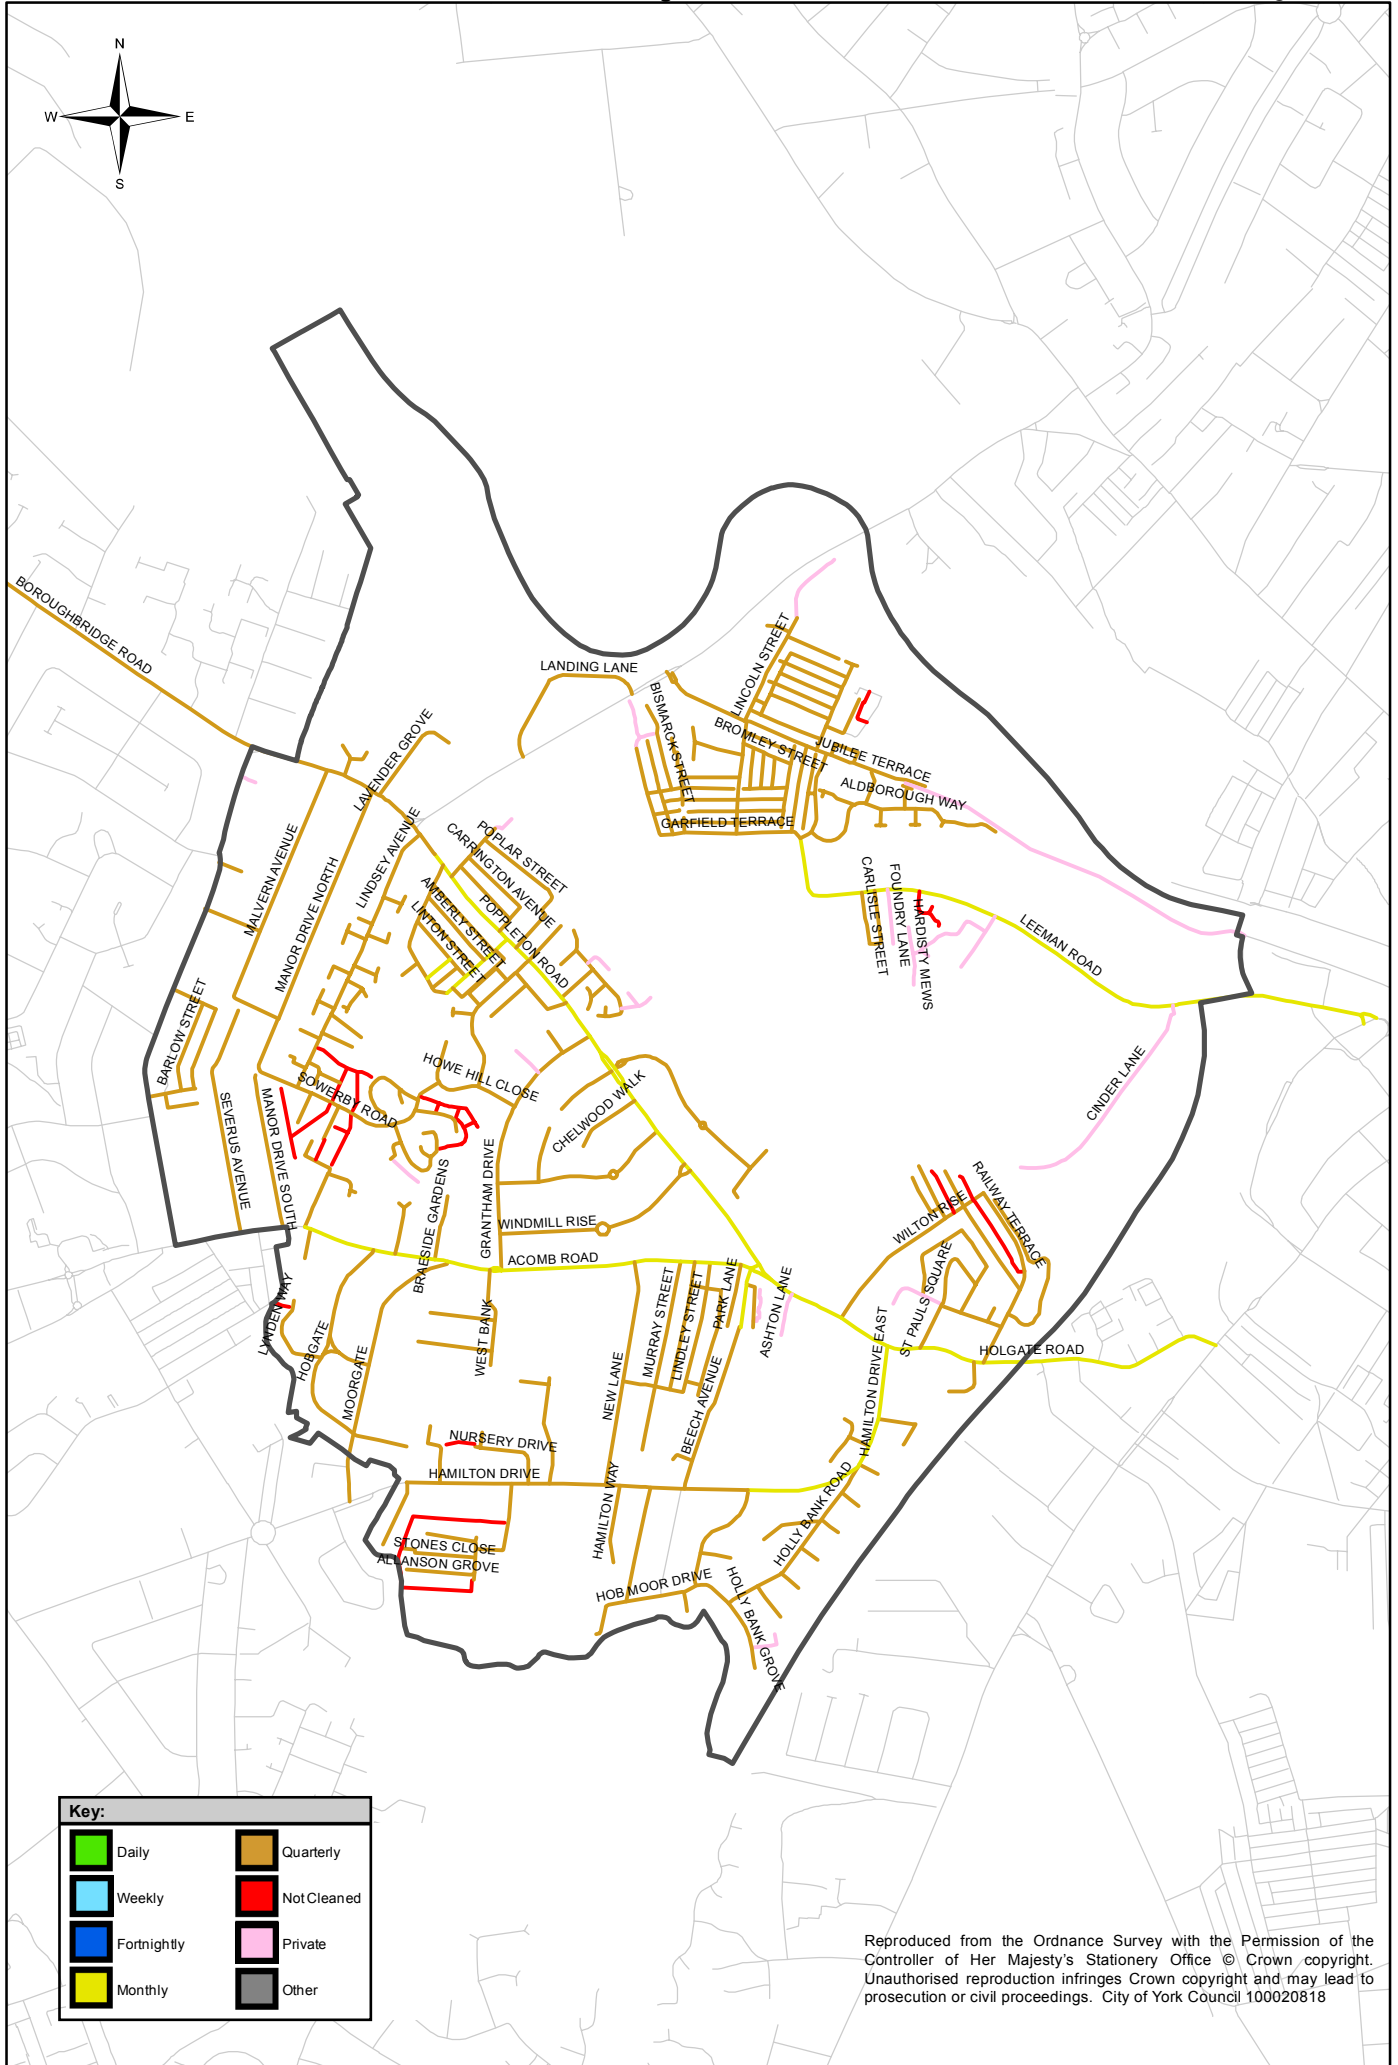 N
W
E
S
BOROUGHBRIDGE ROAD
LANDING LANE
LINCOLN STREET
BISMARCK STREET
BROMLEY STREET
JUBILEE TERRACE
ALDBOROUGH WAY
GARFIELD TERRACE
LAVENDER GROVE
LINDSEY AVENUE
POPLAR STREET
CARRINGTON AVENUE
MALVERN AVENUE
MANOR DRIVE NORTH
AMBERLY STREET
LINTON STREET
POPPLETON ROAD
CARLISLE STREET
FOUNDRY LANE
HARDISTY MEWS
LEEMAN ROAD
BARLOW STREET
CINDER LANE
HOWE HILL CLOSE
SOWERBY ROAD
CHELWOOD WALK
SEVERUS AVENUE
MANOR DRIVE SOUTH
BRAESIDE GARDENS
GRANTHAM DRIVE
WINDMILL RISE
WILTON RISE
RAILWAY TERRACE
ST PAULS SQUARE
ACOMB ROAD
LYNDEN WAY
HOBGATE
MOORGATE
WEST BANK
NEW LANE
MURRAY STREET
LINDLEY STREET
PARK LANE
ASHTON LANE
BEECH AVENUE
HAMILTON DRIVE EAST
HOLGATE ROAD
NURSERY DRIVE
HAMILTON DRIVE
HAMILTON WAY
HOLLY BANK ROAD
STONES CLOSE
ALLANSON GROVE
HOB MOOR DRIVE
HOLLY BANK GROVE
Key:
Daily
Quarterly
Weekly
Not Cleaned
Fortnightly
Private
Monthly
Other
Reproduced from the Ordnance Survey with the Permission of the
Controller of Her Majesty's Stationery Office © Crown copyright.
Unauthorised reproduction infringes Crown copyright and may lead to
prosecution or civil proceedings. City of York Council 100020818